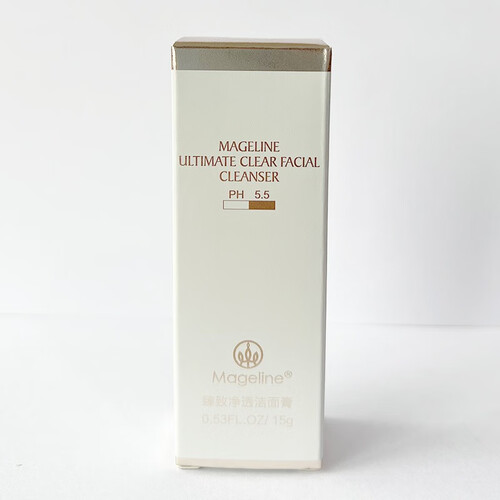 MAGELINE
ULTIMATE CLEAR FACIAL
CLEANSER
PH 5.5
Mageline®
臻致净透洁面膏
0.53FL.OZ/15g